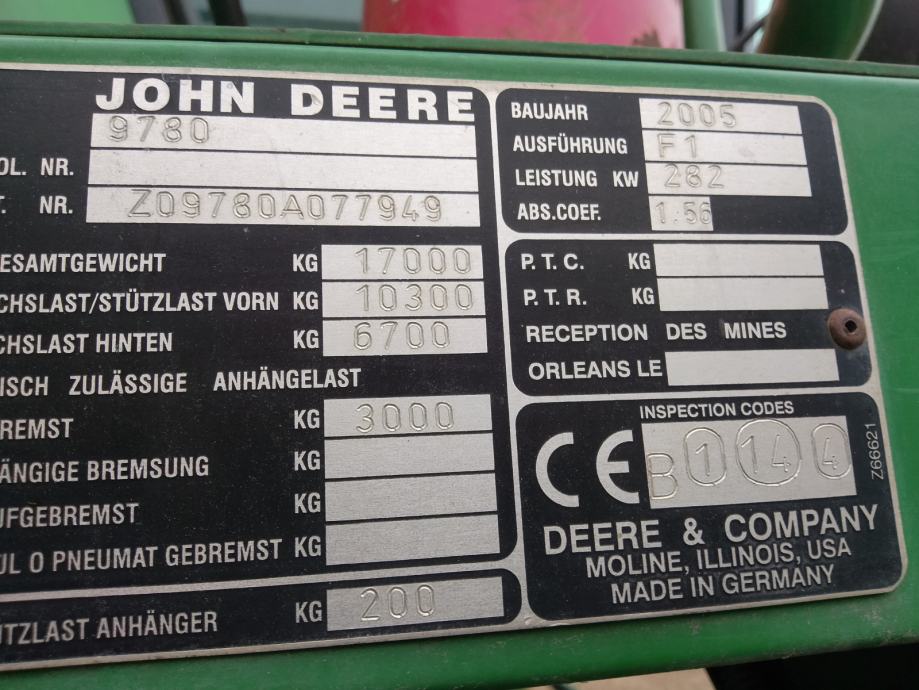 JOHN DEERE
9780
OL. NR.
T. NR. Z09780A077949
ESAMTGEWICHT KG 17000
CHSLAST/STÜTZLAST VORN KG 10300
CHSLAST HINTEN KG 6700
ISCH ZULÄSSIGE ANHÄNGELAST
REMST KG 3000
ÄNGIGE BREMSUNG KG
UFGEBREMST KG
UL O PNEUMAT GEBREMST KG
TZLAST ANHÄNGER KG 200
BAUJAHR 2005
AUSFÜHRUNG F1
LEISTUNG KW 282
ABS.COEF. 1.56
P.T.C. KG
P.T.R. KG
RECEPTION DES MINES
ORLEANS LE
INSPECTION CODES
CE B 1 14 4
Z66621
DEERE & COMPANY
MOLINE, ILLINOIS, USA
MADE IN GERMANY